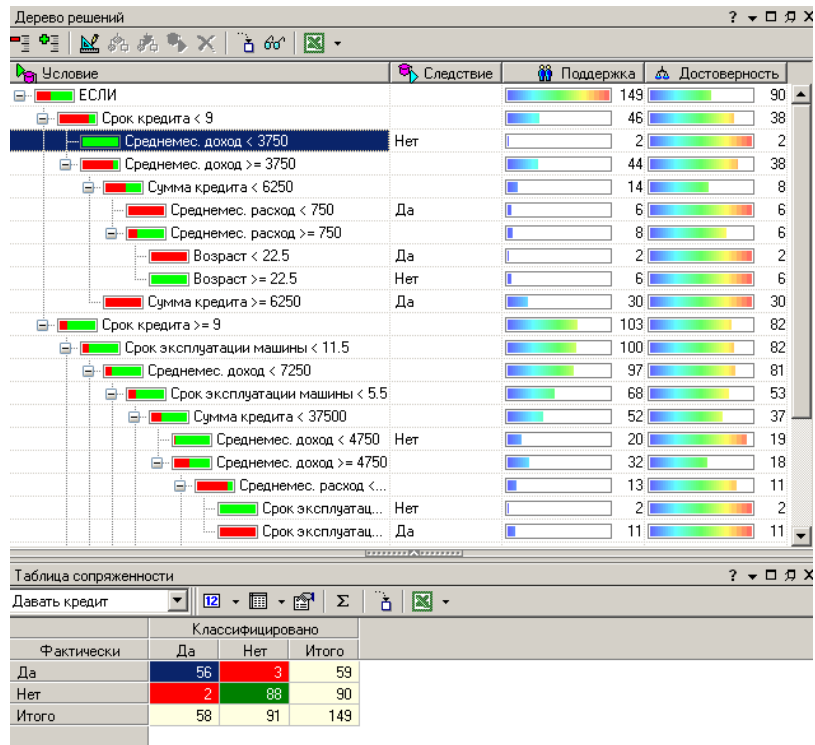 Дерево решений
Условие Следствие Поддержка Достоверность
ЕСЛИ 149 90
Срок кредита < 9 46 38
Среднемес. доход < 3750 Нет 2 2
Среднемес. доход >= 3750 44 38
Сумма кредита < 6250 14 8
Среднемес. расход < 750 Да 6 6
Среднемес. расход >= 750 8 6
Возраст < 22.5 Да 2 2
Возраст >= 22.5 Нет 6 6
Сумма кредита >= 6250 Да 30 30
Срок кредита >= 9 103 82
Срок эксплуатации машины < 11.5 100 82
Среднемес. доход < 7250 97 81
Срок эксплуатации машины < 5.5 68 53
Сумма кредита < 37500 52 37
Среднемес. доход < 4750 Нет 20 19
Среднемес. доход >= 4750 32 18
Среднемес. расход <... 13 11
Срок эксплуатац... Нет 2 2
Срок эксплуатац... Да 11 11
Таблица сопряженности
Давать кредит 12 Σ
Классифицировано
Фактически Да Нет Итого
Да 56 3 59
Нет 2 88 90
Итого 58 91 149